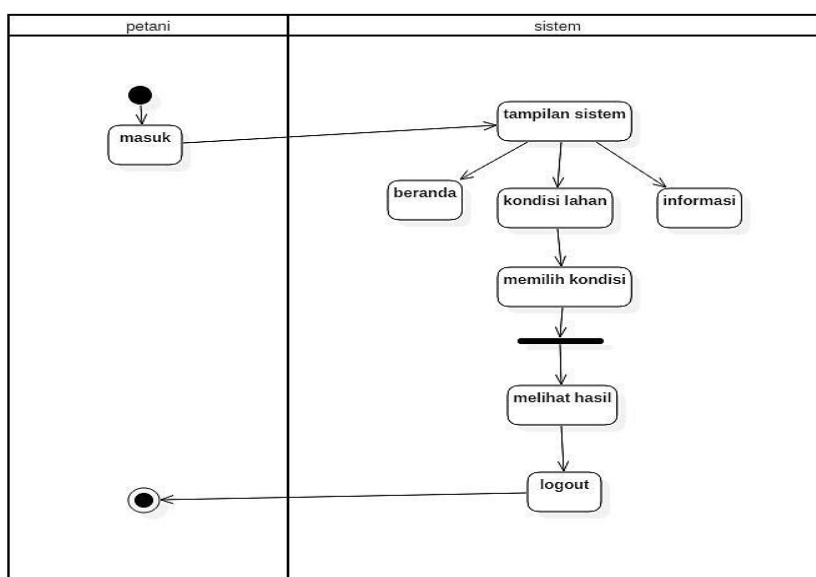 petani
sistem
masuk
tampilan sistem
beranda
kondisi lahan
informasi
memilih kondisi
melihat hasil
logout